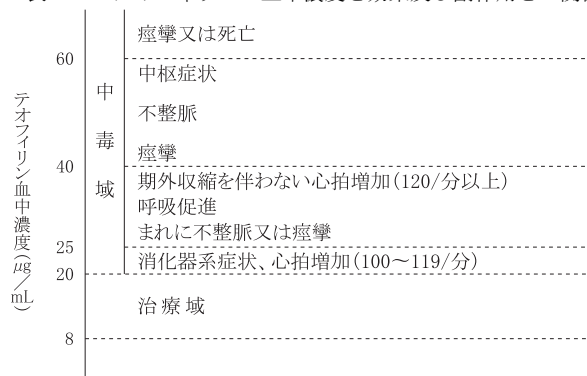 痙攣又は死亡
60
中枢症状
不整脈
痙攣
40
期外収縮を伴わない心拍増加(120/分以上)
呼吸促進
まれに不整脈又は痙攣
25
消化器系症状、心拍増加(100〜119/分)
20
治療域
8
中毒域
テオフィリン血中濃度(μg/mL)